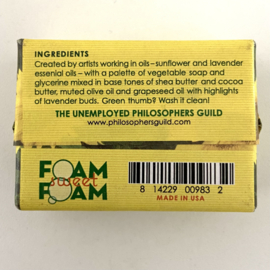 INGREDIENTS
Created by artists working in oils – sunflower and lavender
essenial oils – with a palette of vegetable soap and
glycerine mixed in base tones of shea butter and cocoa
butter, muted olive oil and grapeseed oil with highlights
of lavender buds. Green thumb? Wash it clean!
THE UNEMPLOYED PHILOSOPHERS GUILD
www.philosophersguild.com
FOAM
sweet
FOAM
8 14229 00983 2
MADE IN USA